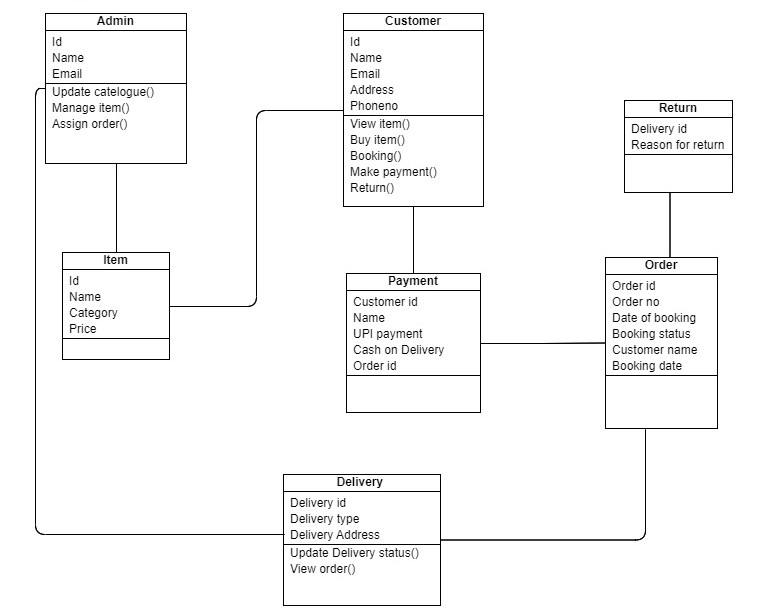 Admin
Id
Name
Email
Update catelogue()
Manage item()
Assign order()
Customer
Id
Name
Email
Address
Phoneno
View item()
Buy item()
Booking()
Make payment()
Return()
Return
Delivery id
Reason for return
Item
Id
Name
Category
Price
Payment
Customer id
Name
UPI payment
Cash on Delivery
Order id
Order
Order id
Order no
Date of booking
Booking status
Customer name
Booking date
Delivery
Delivery id
Delivery type
Delivery Address
Update Delivery status()
View order()